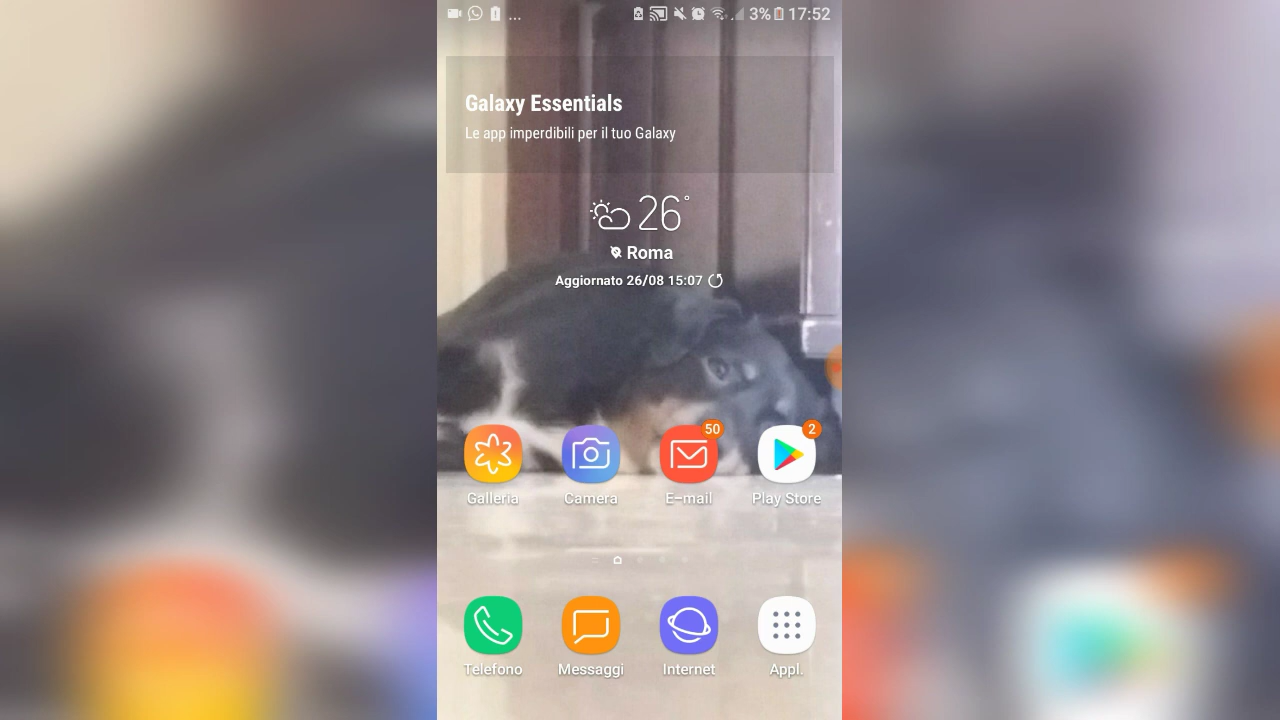 ... 3% 17:52
Galaxy Essentials
Le app imperdibili per il tuo Galaxy
26°
Roma
Aggiornato 26/08 15:07
50 2
Galleria Camera E-mail Play Store
Telefono Messaggi Internet Appl.